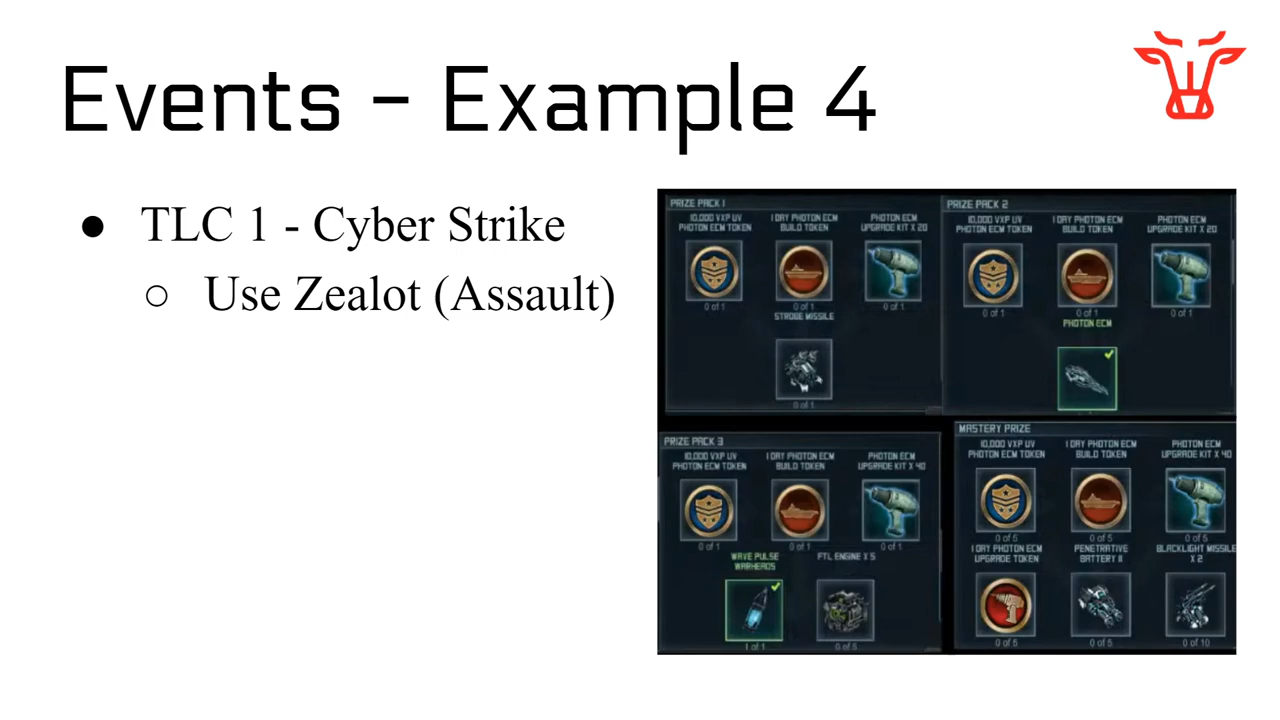 Events - Example 4
● TLC 1 - Cyber Strike
○ Use Zealot (Assault)
PRIZE PACK 1
10,000 VXP UV PHOTON ECM TOKEN
0 of 1
1 DAY PHOTON ECM BUILD TOKEN
0 of 1
PHOTON ECM UPGRADE KIT X 20
0 of 1
STROBE MISSILE
0 of 1
PRIZE PACK 2
10,000 VXP UV PHOTON ECM TOKEN
0 of 1
1 DAY PHOTON ECM BUILD TOKEN
0 of 1
PHOTON ECM UPGRADE KIT X 20
0 of 1
PHOTON ECM
PRIZE PACK 3
10,000 VXP UV PHOTON ECM TOKEN
0 of 1
1 DAY PHOTON ECM BUILD TOKEN
0 of 1
PHOTON ECM UPGRADE KIT X 40
0 of 1
WAVE PULSE WARHEADS
1 of 1
FTL ENGINE X 5
0 of 5
MASTERY PRIZE
10,000 VXP UV PHOTON ECM TOKEN
0 of 5
1 DAY PHOTON ECM BUILD TOKEN
0 of 5
PHOTON ECM UPGRADE KIT X 40
0 of 5
1 DAY PHOTON ECM UPGRADE TOKEN
0 of 5
PENETRATIVE BATTERY II
0 of 5
BLACKLIGHT MISSILE X 2
0 of 10